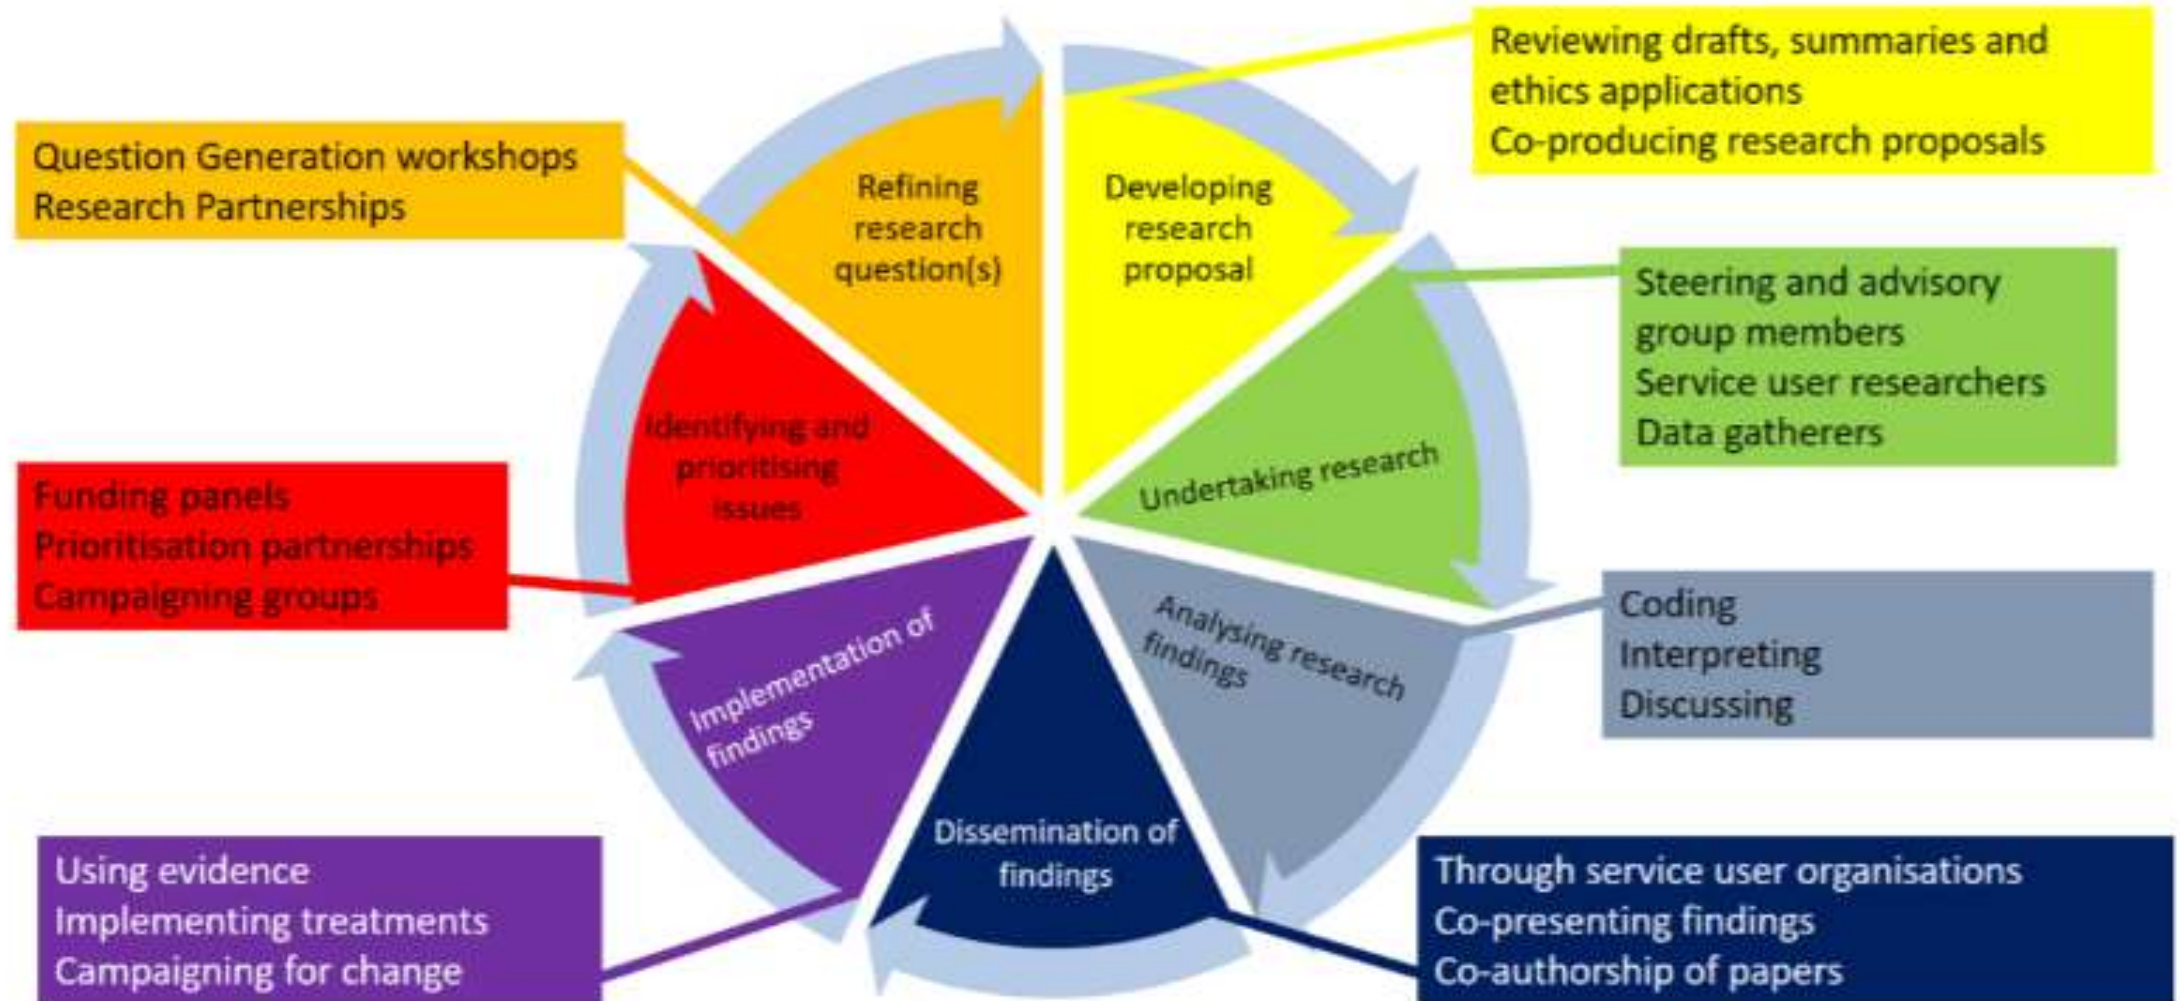 Reviewing drafts, summaries and
ethics applications
Co-producing research proposals
Question Generation workshops
Research Partnerships
Refining
research
question(s)
Developing
research
proposal
Steering and advisory
group members
Service user researchers
Data gatherers
Identifying and
prioritising
issues
Undertaking research
Funding panels
Prioritisation partnerships
Campaigning groups
Analysing research
findings
Coding
Interpreting
Discussing
Implementation of
findings
Dissemination of
findings
Using evidence
Implementing treatments
Campaigning for change
Through service user organisations
Co-presenting findings
Co-authorship of papers